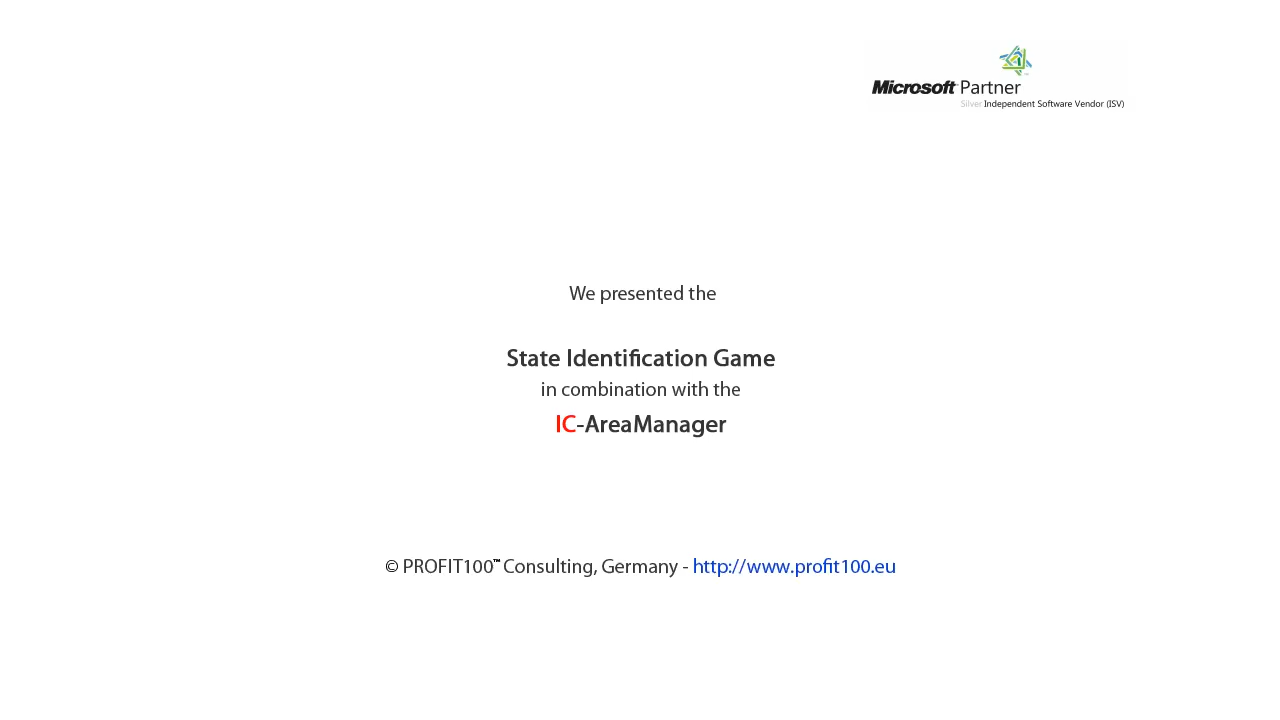 Microsoft Partner
Silver Independent Software Vendor (ISV)
We presented the
State Identification Game
in combination with the
IC-AreaManager
© PROFIT100™ Consulting, Germany - http://www.profit100.eu